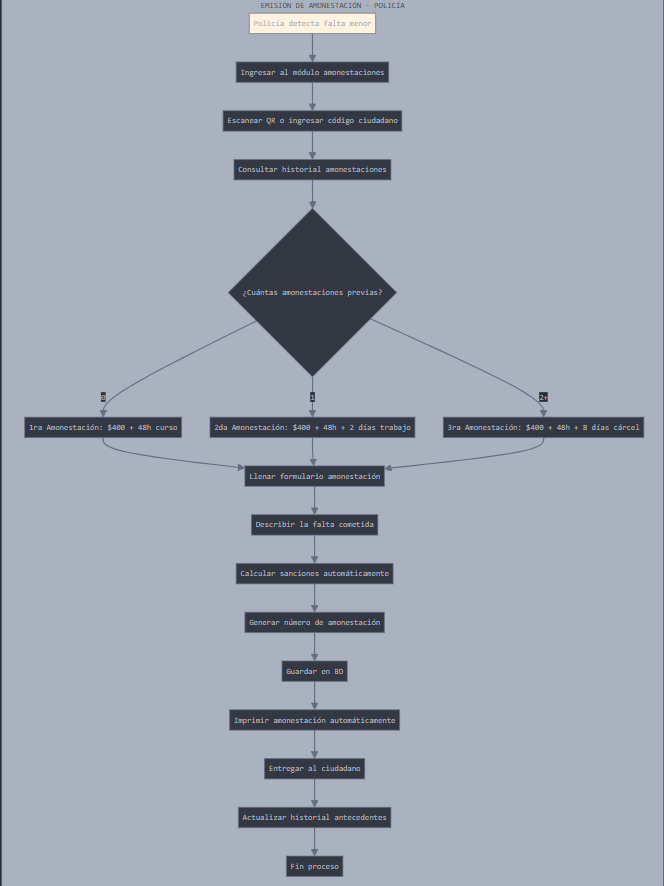 EMISIÓN DE AMONESTACIÓN - POLICÍA
Policía detecta falta menor
Ingresar al módulo amonestaciones
Escanear QR o ingresar código ciudadano
Consultar historial amonestaciones
¿Cuántas amonestaciones previas?
0
1
2+
1ra Amonestación: $400 + 48h curso
2da Amonestación: $400 + 48h + 2 días trabajo
3ra Amonestación: $400 + 48h + 8 días cárcel
Llenar formulario amonestación
Describir la falta cometida
Calcular sanciones automáticamente
Generar número de amonestación
Guardar en BD
Imprimir amonestación automáticamente
Entregar al ciudadano
Actualizar historial antecedentes
Fin proceso